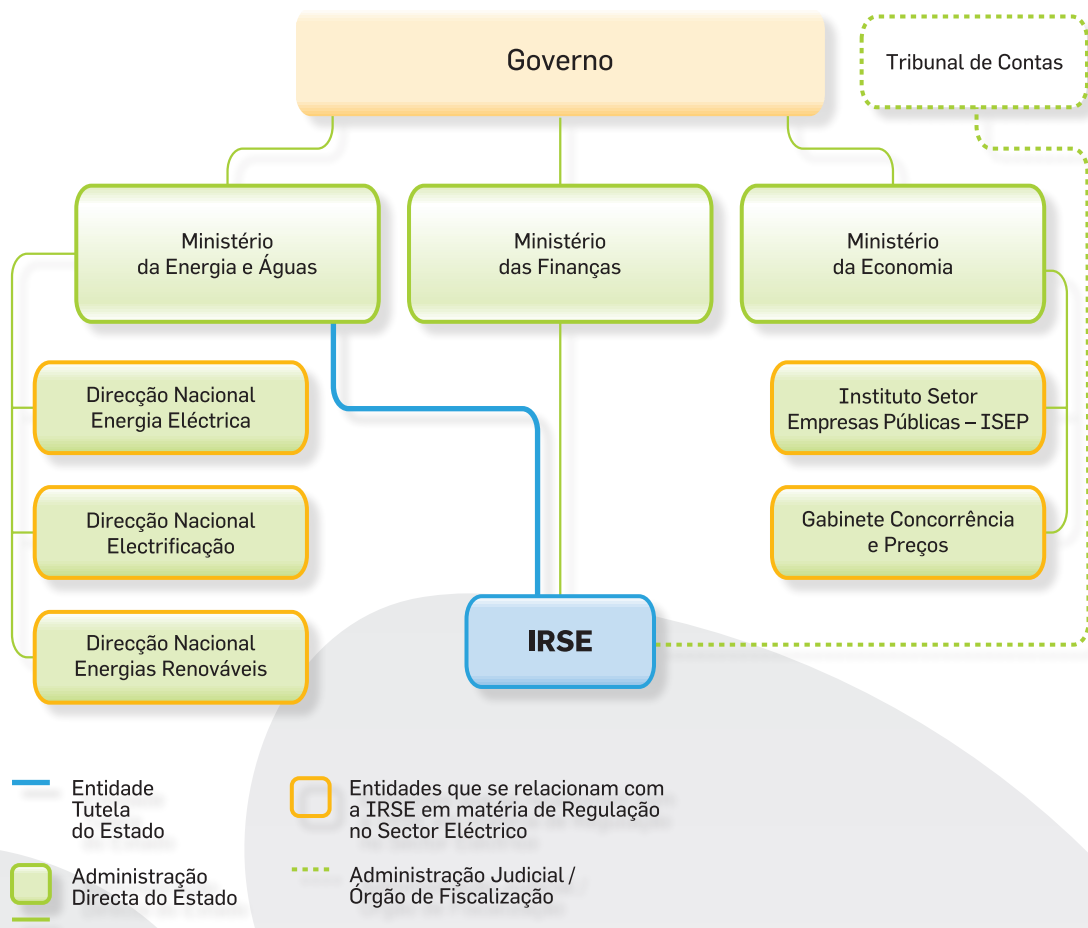 Governo
Tribunal de Contas
Ministério
da Energia e Águas
Ministério
das Finanças
Ministério
da Economia
Direcção Nacional
Energia Eléctrica
Instituto Setor
Empresas Públicas – ISEP
Direcção Nacional
Electrificação
Gabinete Concorrência
e Preços
Direcção Nacional
Energias Renováveis
IRSE
Entidade
Tutela
do Estado
Entidades que se relacionam com
a IRSE em matéria de Regulação
no Sector Eléctrico
Administração
Directa do Estado
Administração Judicial /
Órgão de Fiscalização